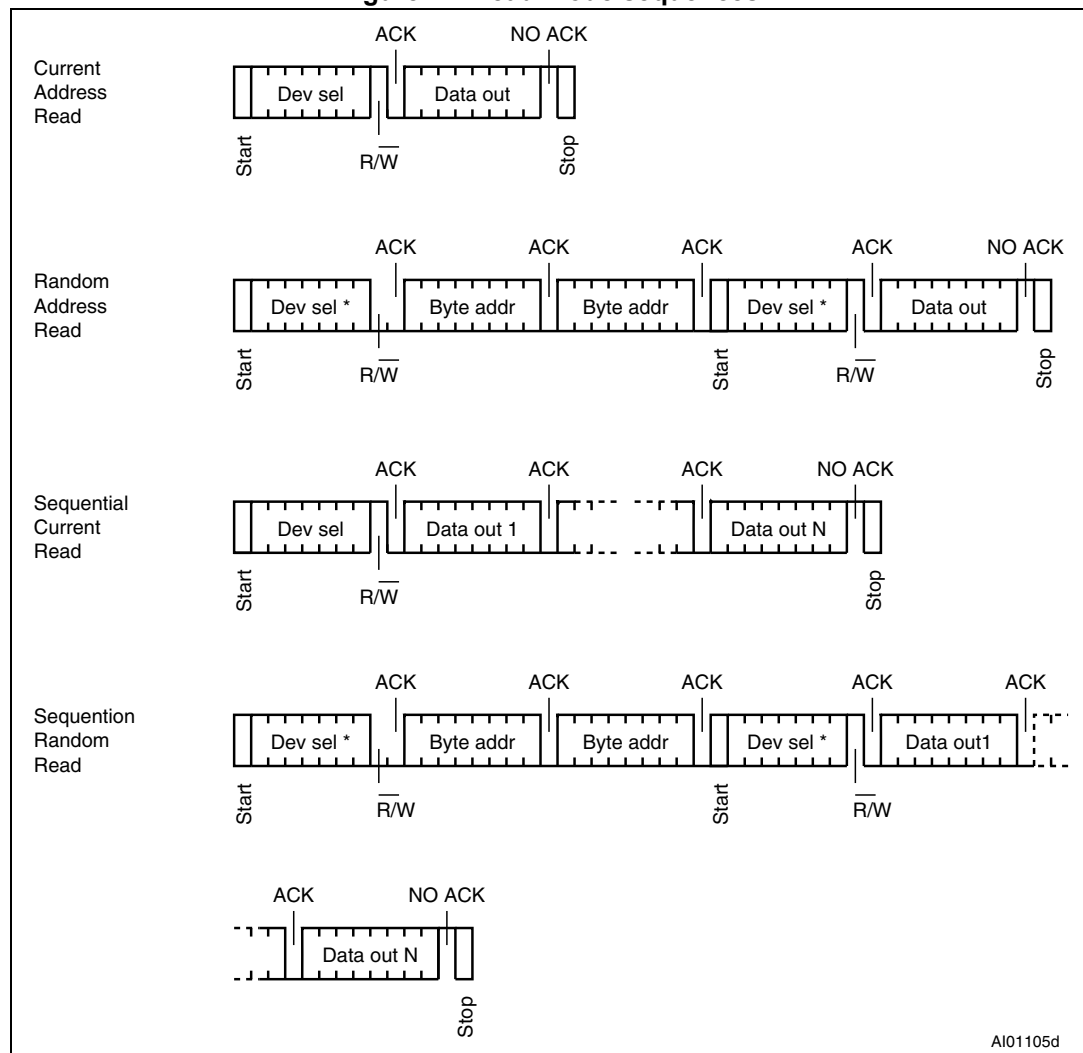 ACK NO ACK
Current
Address
Read
Dev sel Data out
Start R/W Stop
ACK ACK ACK ACK NO ACK
Random
Address
Read
Dev sel * Byte addr Byte addr Dev sel * Data out
Start R/W Start R/W Stop
ACK ACK ACK NO ACK
Sequential
Current
Read
Dev sel Data out 1 Data out N
Start R/W Stop
ACK ACK ACK ACK ACK
Sequention
Random
Read
Dev sel * Byte addr Byte addr Dev sel * Data out1
Start R/W Start R/W
ACK NO ACK
Data out N
Stop
AI01105d